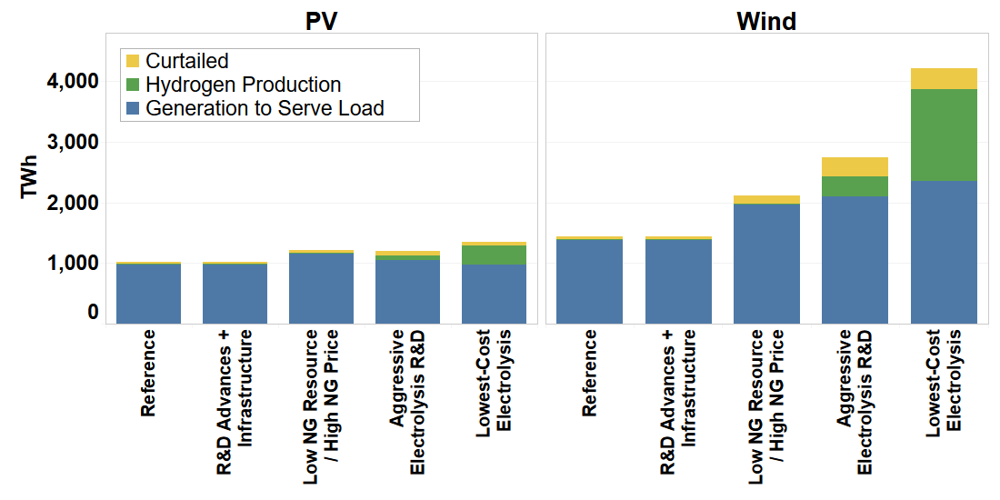 PV
Wind
Curtailed
Hydrogen Production
Generation to Serve Load
TWh
4,000
3,000
2,000
1,000
0
Reference
R&D Advances +
Infrastructure
Low NG Resource
/ High NG Price
Aggressive
Electrolysis R&D
Lowest-Cost
Electrolysis
Reference
R&D Advances +
Infrastructure
Low NG Resource
/ High NG Price
Aggressive
Electrolysis R&D
Lowest-Cost
Electrolysis